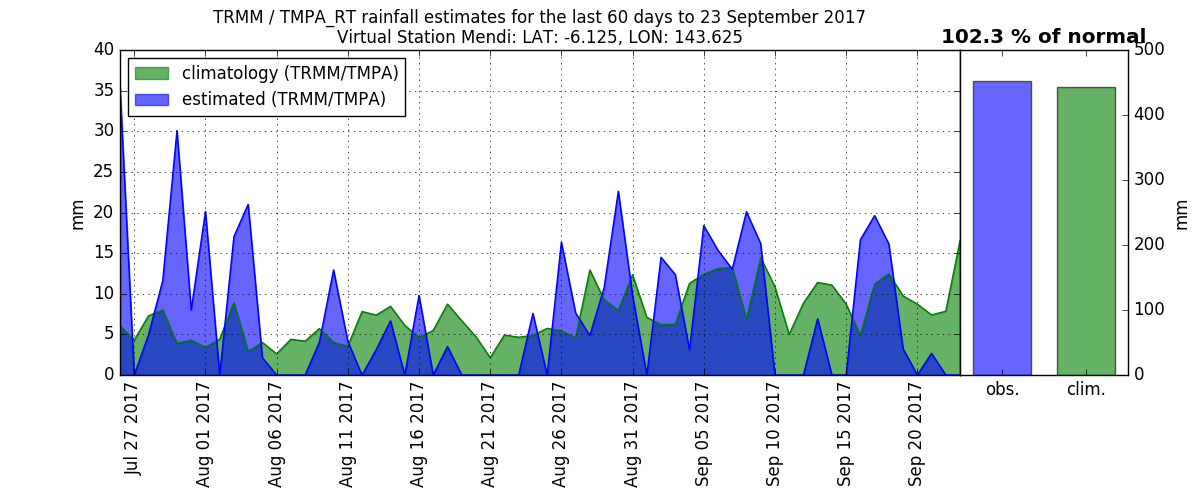 TRMM / TMPA_RT rainfall estimates for the last 60 days to 23 September 2017
Virtual Station Mendi: LAT: -6.125, LON: 143.625
102.3 % of normal
climatology (TRMM/TMPA)
estimated (TRMM/TMPA)
mm
40
35
30
25
20
15
10
5
0
Jul 27 2017
Aug 01 2017
Aug 06 2017
Aug 11 2017
Aug 16 2017
Aug 21 2017
Aug 26 2017
Aug 31 2017
Sep 05 2017
Sep 10 2017
Sep 15 2017
Sep 20 2017
obs.
clim.
500
400
300
200
100
0
mm